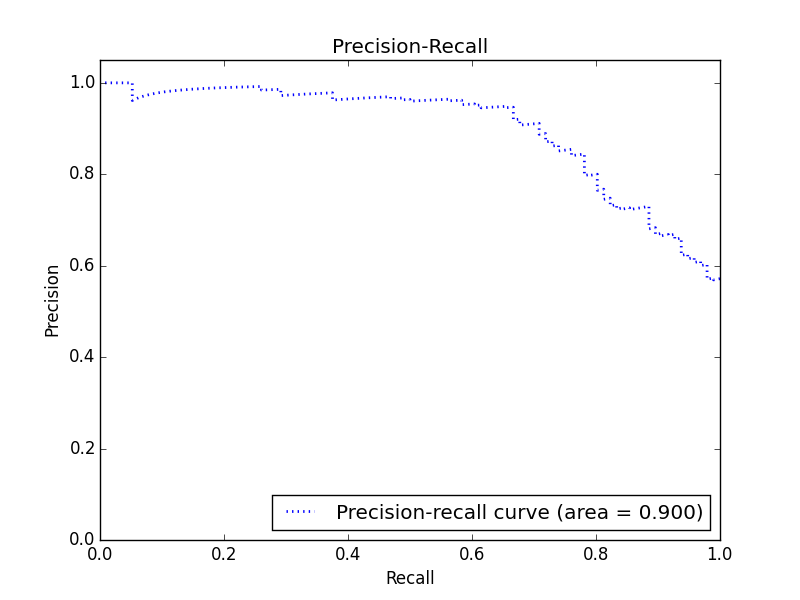 Precision-Recall
1.0
0.8
0.6
0.4
0.2
0.0
Precision
Precision-recall curve (area = 0.900)
0.0 0.2 0.4 0.6 0.8 1.0
Recall